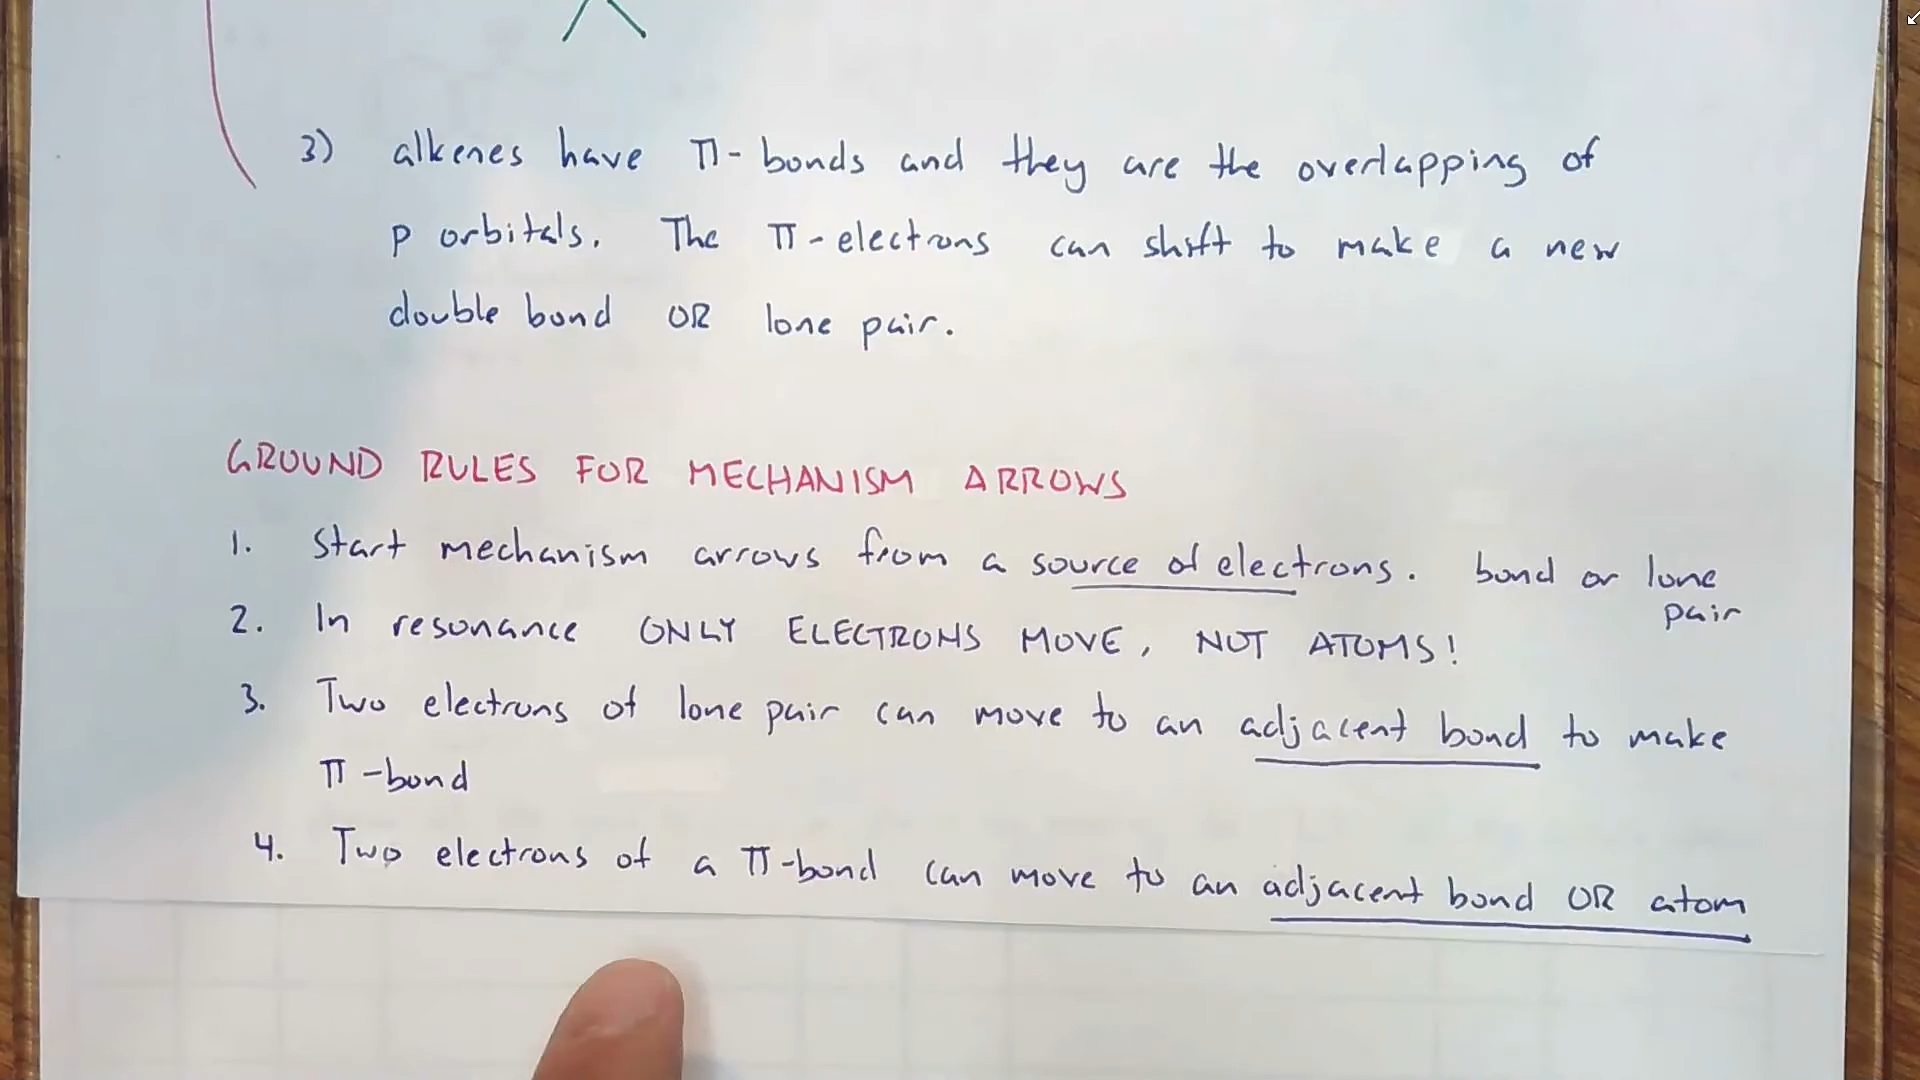 3) alkenes have π-bonds and they are the overlapping of
p orbitals. The π-electrons can shift to make a new
double bond OR lone pair.
GROUND RULES FOR MECHANISM ARROWS
1. Start mechanism arrows from a source of electrons. bond or lone
pair
2. In resonance ONLY ELECTRONS MOVE, NOT ATOMS!
3. Two electrons of lone pair can move to an adjacent bond to make
π-bond
4. Two electrons of a π-bond can move to an adjacent bond OR atom